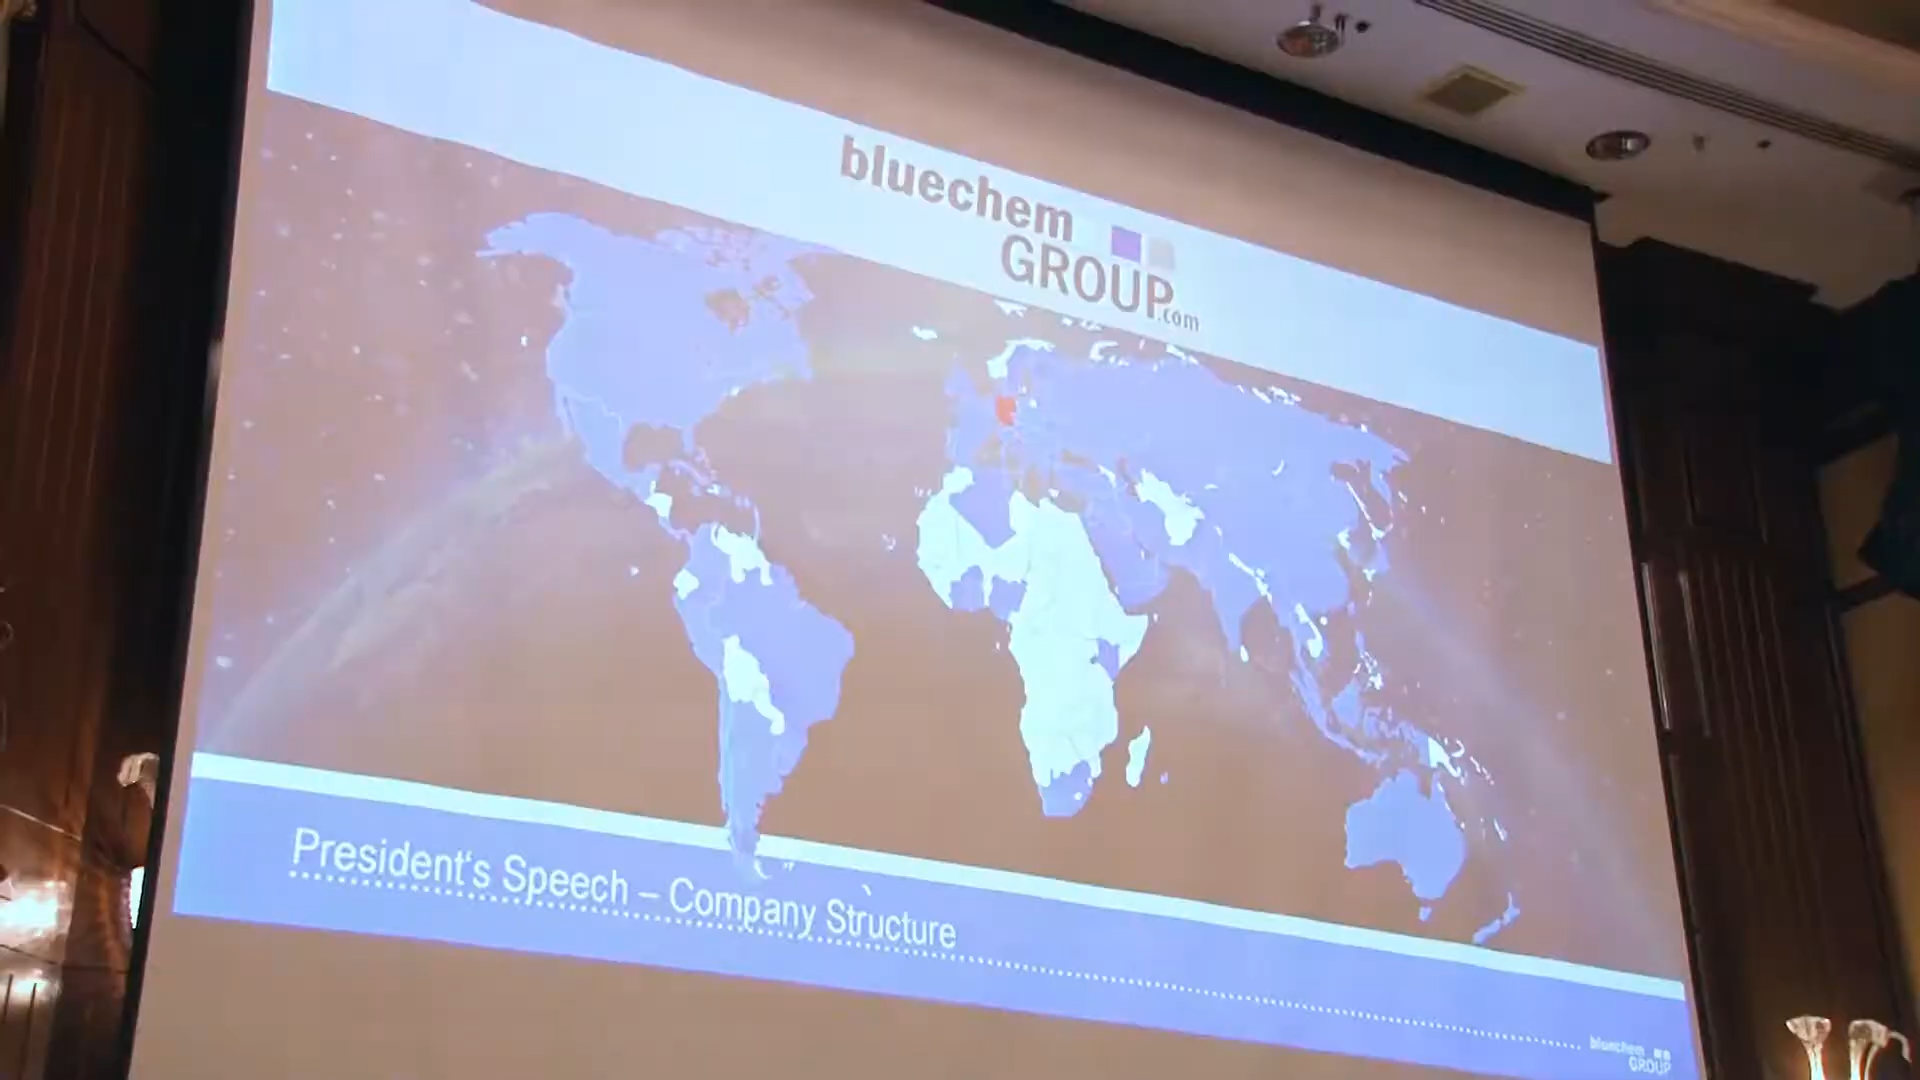 bluechem
GROUP.com
President's Speech – Company Structure
bluechem
GROUP